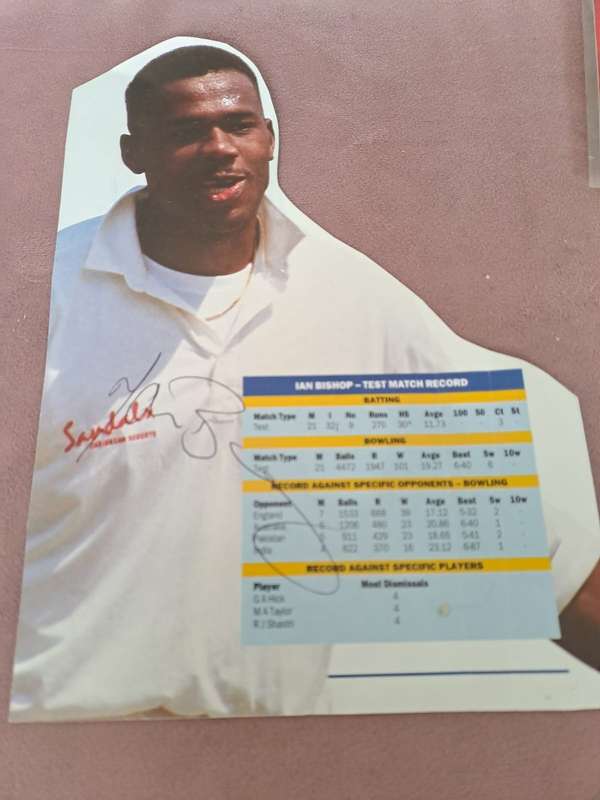 Sandals
CARIBBEAN RESORTS
IAN BISHOP – TEST MATCH RECORD
BATTING
Match Type M I No Runs HS Avge 100 50 Ct St
Test 21 32 9 270 30* 11.73 - - 3 -
BOWLING
Match Type M Balls R W Avge Best 5w 10w
Test 21 4472 1947 101 19.27 6-40 6 -
RECORD AGAINST SPECIFIC OPPONENTS – BOWLING
Opponent M Balls R W Avge Best 5w 10w
England 7 1533 668 39 17.12 5-32 2 -
Australia 1206 480 23 20.86 6-40 1 -
Pakistan 911 429 23 18.65 5-41 2 -
India 4 822 370 16 23.12 6-87 1 -
RECORD AGAINST SPECIFIC PLAYERS
Player Most Dismissals
G A Hick 4
M A Taylor 4
R J Shastri 4